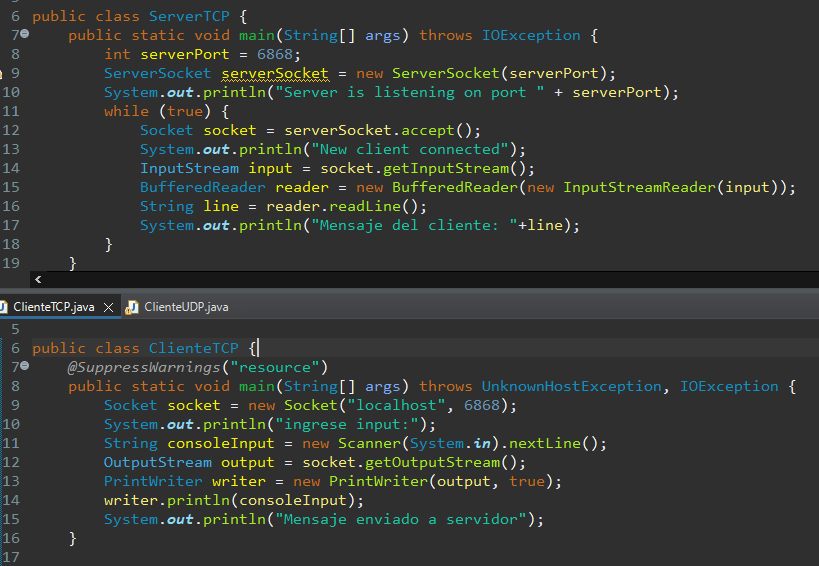 6 public class ServerTCP {
7 public static void main(String[] args) throws IOException {
8 int serverPort = 6868;
9 ServerSocket serverSocket = new ServerSocket(serverPort);
10 System.out.println("Server is listening on port " + serverPort);
11 while (true) {
12 Socket socket = serverSocket.accept();
13 System.out.println("New client connected");
14 InputStream input = socket.getInputStream();
15 BufferedReader reader = new BufferedReader(new InputStreamReader(input));
16 String line = reader.readLine();
17 System.out.println("Mensaje del cliente: "+line);
18 }
19 }
ClienteTCP.java ClienteUDP.java
5
6 public class ClienteTCP {
7 @SuppressWarnings("resource")
8 public static void main(String[] args) throws UnknownHostException, IOException {
9 Socket socket = new Socket("localhost", 6868);
10 System.out.println("ingrese input:");
11 String consoleInput = new Scanner(System.in).nextLine();
12 OutputStream output = socket.getOutputStream();
13 PrintWriter writer = new PrintWriter(output, true);
14 writer.println(consoleInput);
15 System.out.println("Mensaje enviado a servidor");
16 }
17